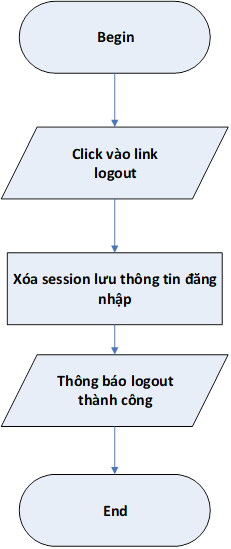 Begin
Click vào link
logout
Xóa session lưu thông tin đăng
nhập
Thông báo logout
thành công
End